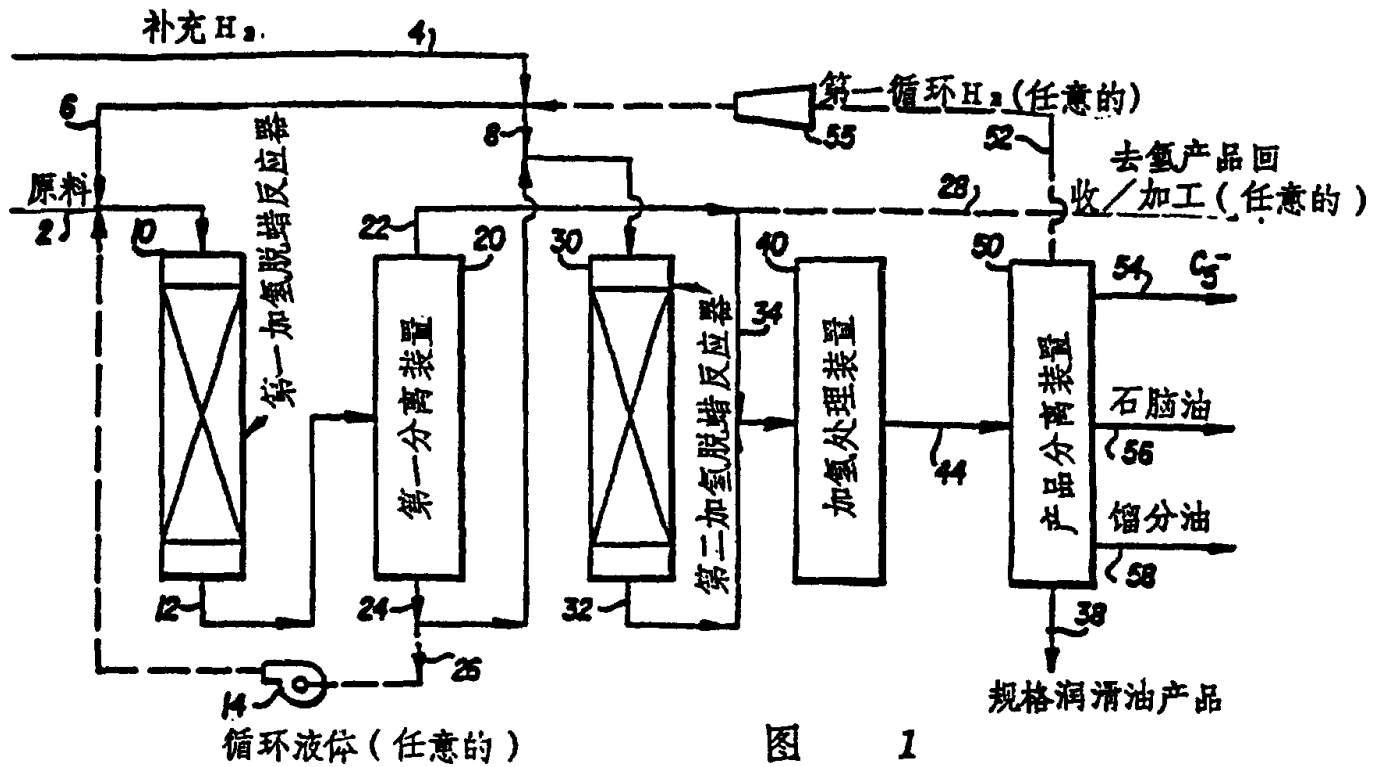 补充H₂.
4
6
8
第一循环H₂(任意的)
55
52
去氢产品回
收/加工(任意的)
28
原料
2
10
第一加氢脱蜡反应器
22
20
第一分离装置
30
34
第二加氢脱蜡反应器
40
加氢处理装置
50
产品分离装置
54
C₅⁻
石脑油
56
44
馏分油
58
12
24
32
38
26
14
循环液体(任意的)
规格润滑油产品
图 1